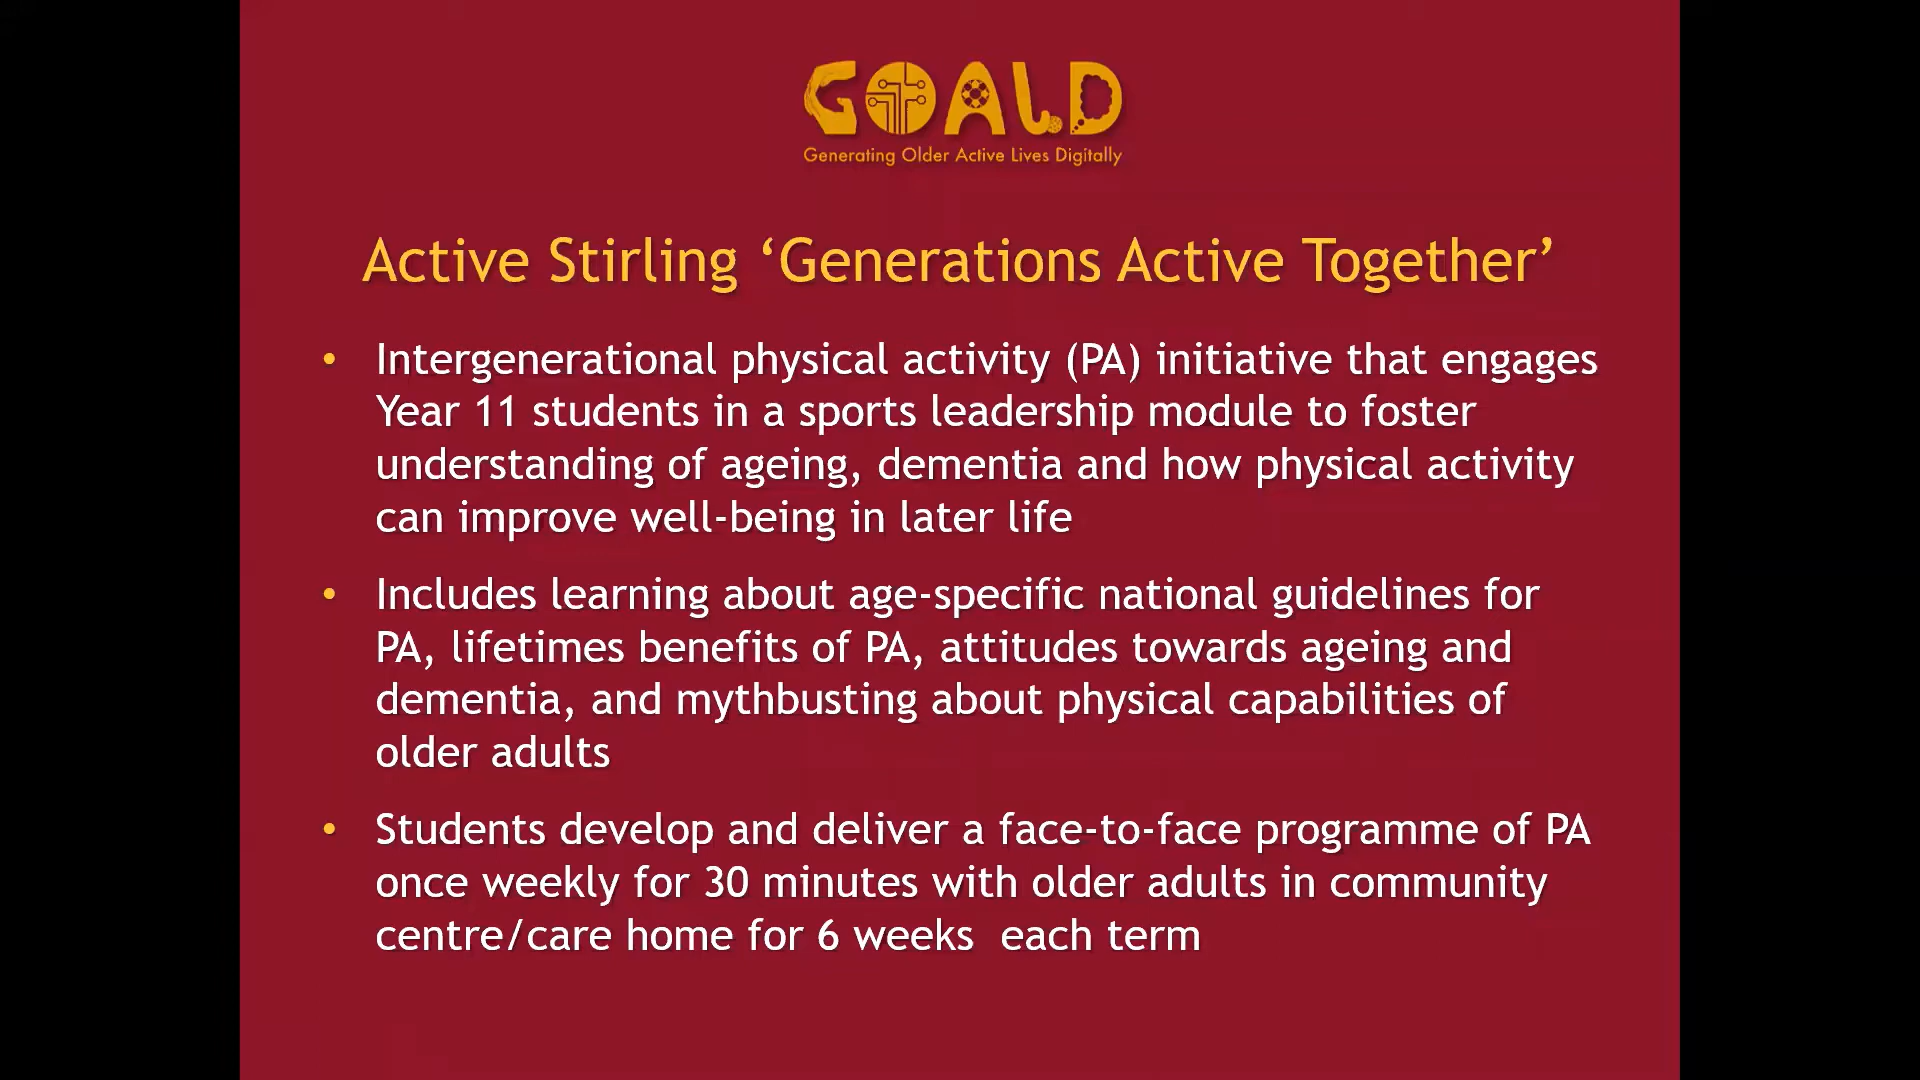 GOALD
Generating Older Active Lives Digitally
Active Stirling ‘Generations Active Together’
• Intergenerational physical activity (PA) initiative that engages
Year 11 students in a sports leadership module to foster
understanding of ageing, dementia and how physical activity
can improve well-being in later life
• Includes learning about age-specific national guidelines for
PA, lifetimes benefits of PA, attitudes towards ageing and
dementia, and mythbusting about physical capabilities of
older adults
• Students develop and deliver a face-to-face programme of PA
once weekly for 30 minutes with older adults in community
centre/care home for 6 weeks  each term